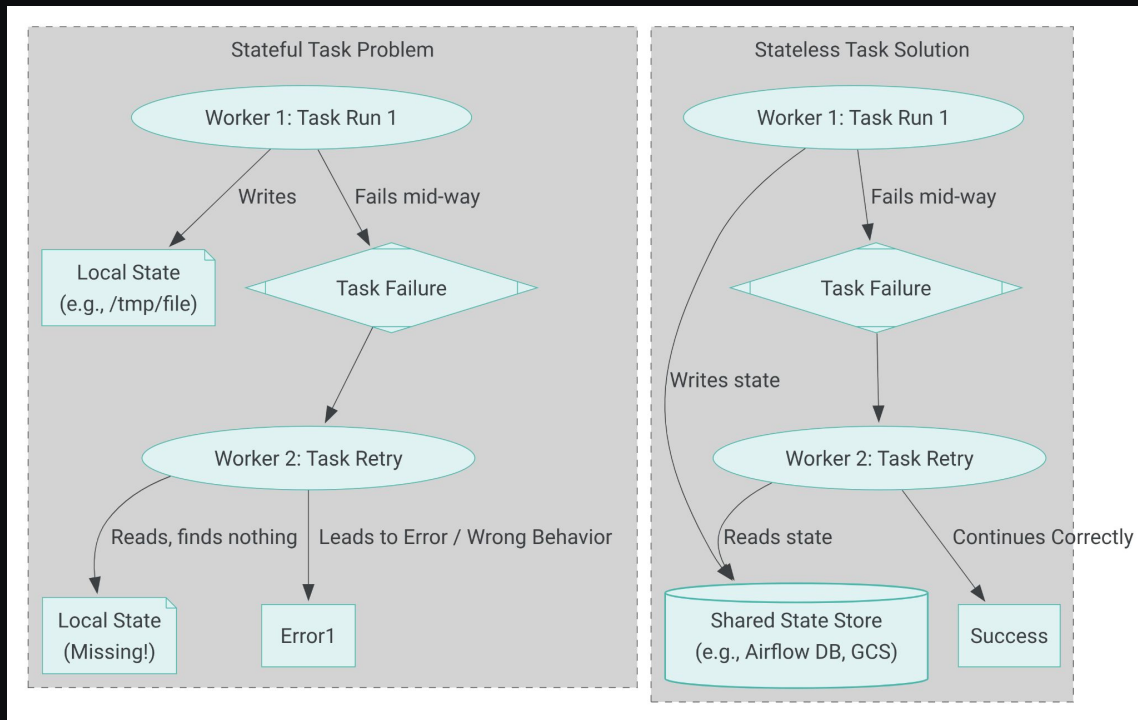 Stateful Task Problem
Worker 1: Task Run 1
Writes
Fails mid-way
Local State
(e.g., /tmp/file)
Task Failure
Worker 2: Task Retry
Reads, finds nothing
Leads to Error / Wrong Behavior
Local State
(Missing!)
Error1
Stateless Task Solution
Worker 1: Task Run 1
Fails mid-way
Task Failure
Writes state
Worker 2: Task Retry
Reads state
Continues Correctly
Shared State Store
(e.g., Airflow DB, GCS)
Success